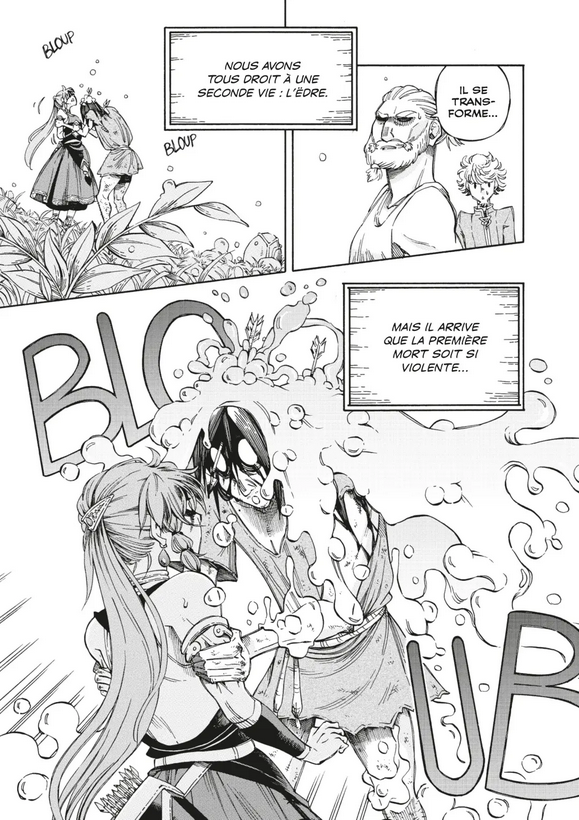 BLOUP
BLOUP
NOUS AVONS
TOUS DROIT À UNE
SECONDE VIE : L'ËDRE.
IL SE
TRANS-
FORME...
MAIS IL ARRIVE
QUE LA PREMIÈRE
MORT SOIT SI
VIOLENTE...
BLO
UB